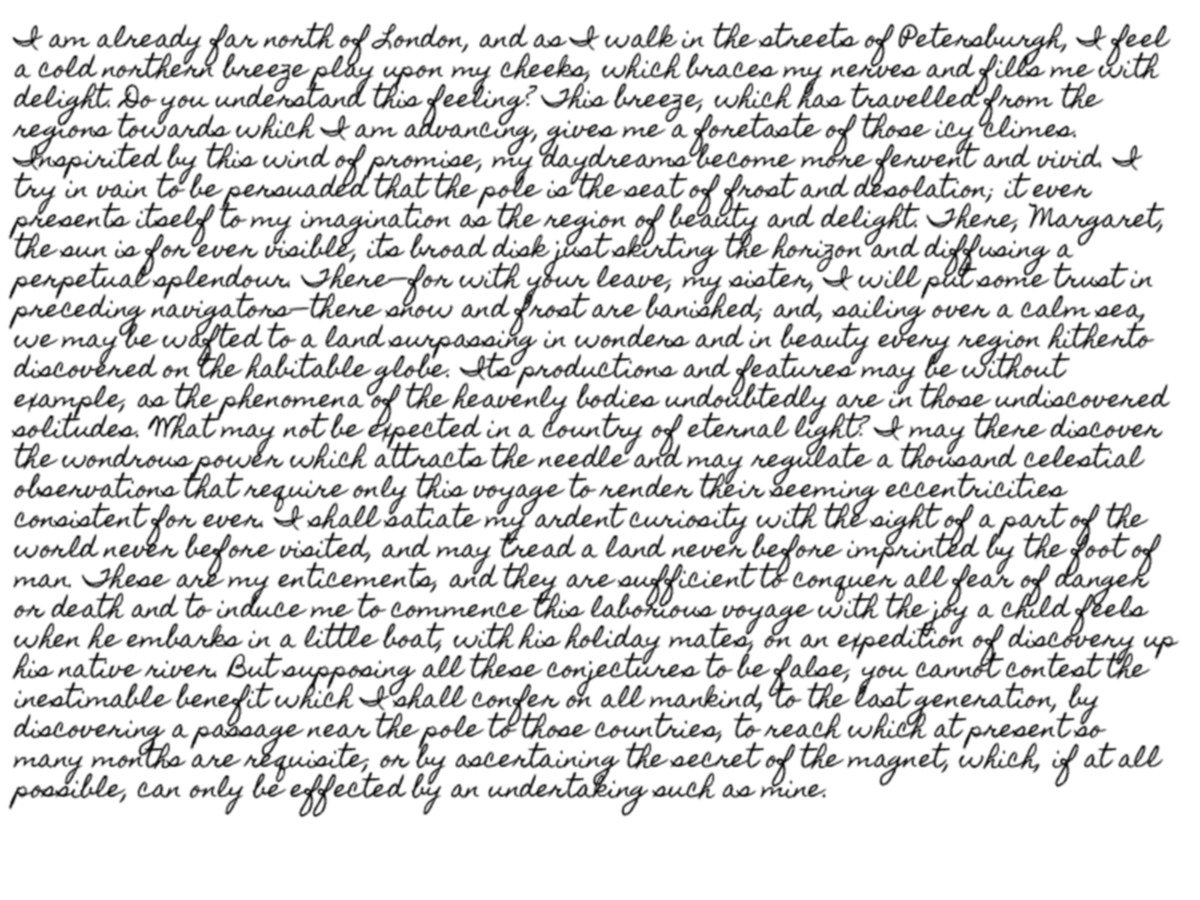 I am already far north of London, and as I walk in the streets of Petersburgh, I feel
a cold northern breeze play upon my cheeks, which braces my nerves and fills me with
delight. Do you understand this feeling? This breeze, which has travelled from the
regions towards which I am advancing, gives me a foretaste of those icy climes.
Inspirited by this wind of promise, my daydreams become more fervent and vivid. I
try in vain to be persuaded that the pole is the seat of frost and desolation; it ever
presents itself to my imagination as the region of beauty and delight. There, Margaret,
the sun is for ever visible, its broad disk just skirting the horizon and diffusing a
perpetual splendour. There—for with your leave, my sister, I will put some trust in
preceding navigators—there snow and frost are banished; and, sailing over a calm sea,
we may be wafted to a land surpassing in wonders and in beauty every region hitherto
discovered on the habitable globe. Its productions and features may be without
example, as the phenomena of the heavenly bodies undoubtedly are in those undiscovered
solitudes. What may not be expected in a country of eternal light? I may there discover
the wondrous power which attracts the needle and may regulate a thousand celestial
observations that require only this voyage to render their seeming eccentricities
consistent for ever. I shall satiate my ardent curiosity with the sight of a part of the
world never before visited, and may tread a land never before imprinted by the foot of
man. These are my enticements, and they are sufficient to conquer all fear of danger
or death and to induce me to commence this laborious voyage with the joy a child feels
when he embarks in a little boat, with his holiday mates, on an expedition of discovery up
his native river. But supposing all these conjectures to be false, you cannot contest the
inestimable benefit which I shall confer on all mankind, to the last generation, by
discovering a passage near the pole to those countries, to reach which at present so
many months are requisite; or by ascertaining the secret of the magnet, which, if at all
possible, can only be effected by an undertaking such as mine.